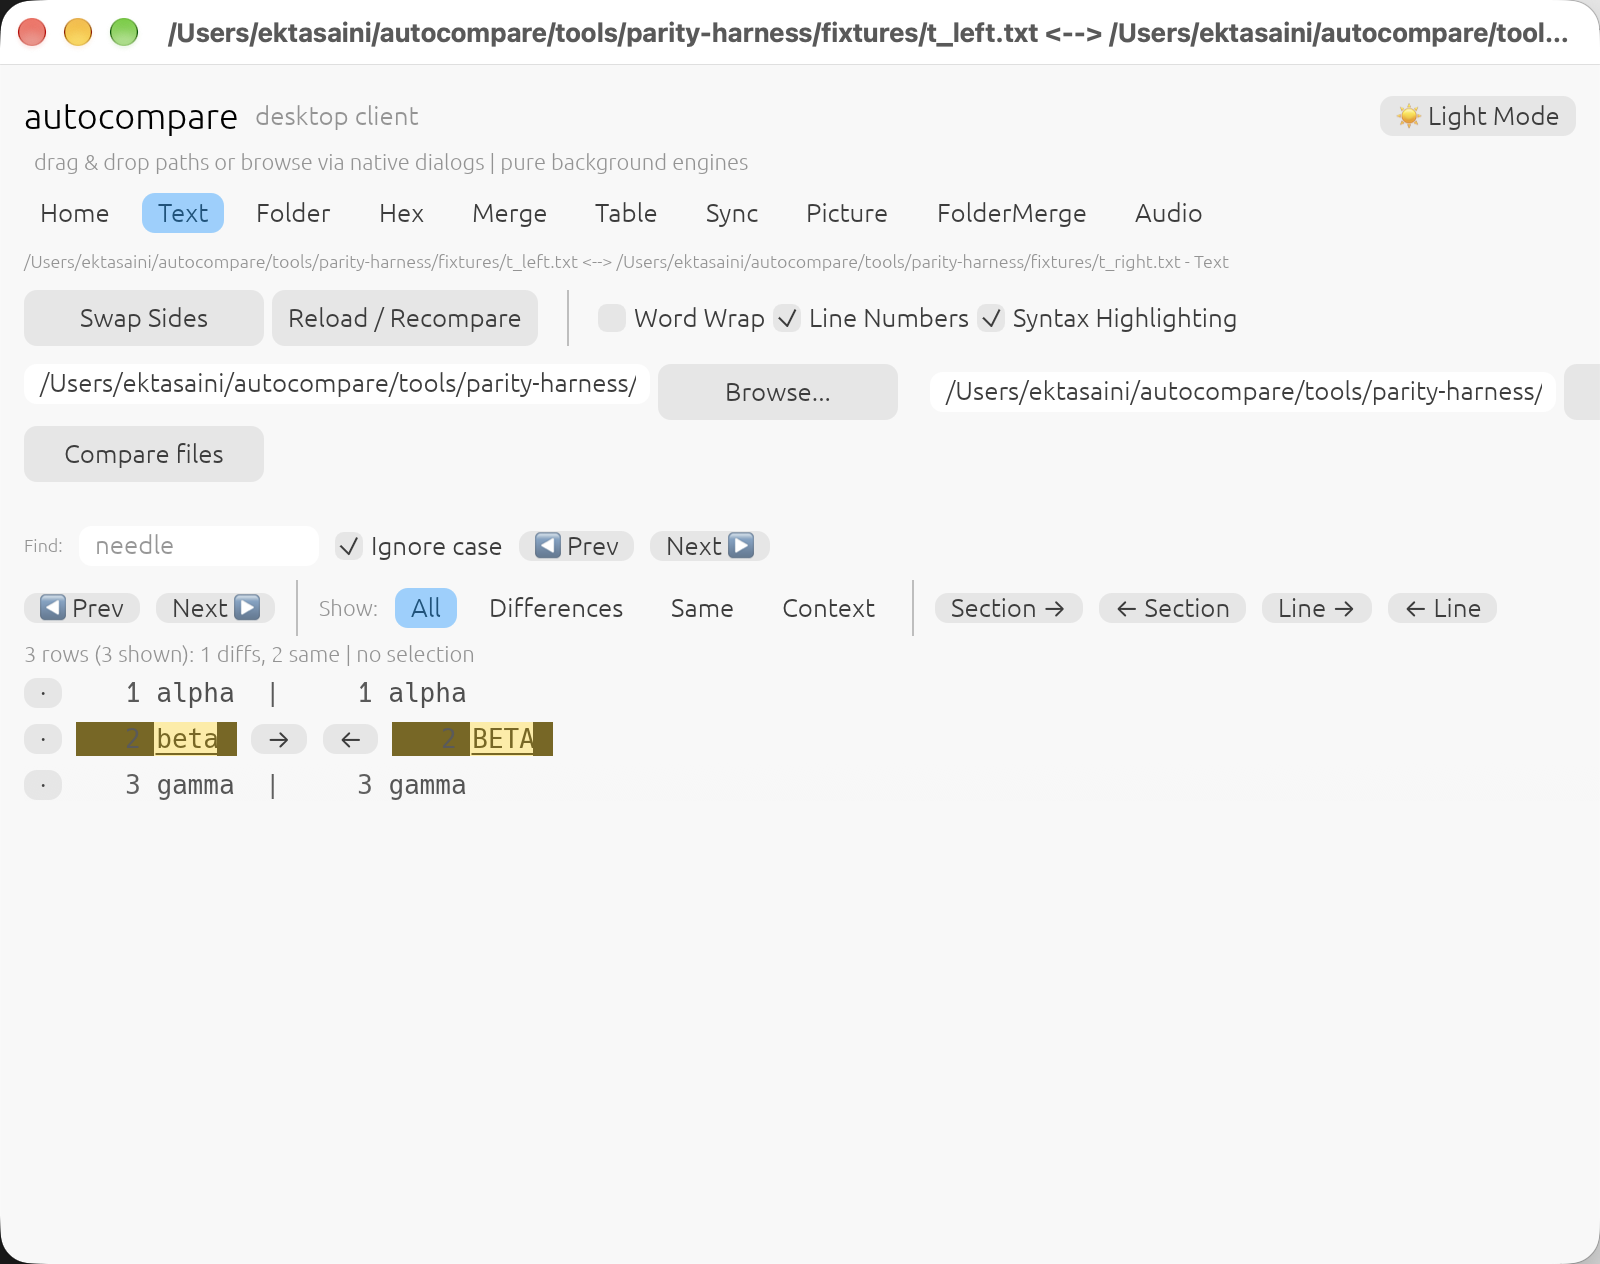 /Users/ektasaini/autocompare/tools/parity-harness/fixtures/t_left.txt <--> /Users/ektasaini/autocompare/tool...
autocompare desktop client
☀️ Light Mode
drag & drop paths or browse via native dialogs | pure background engines
Home Text Folder Hex Merge Table Sync Picture FolderMerge Audio
/Users/ektasaini/autocompare/tools/parity-harness/fixtures/t_left.txt <--> /Users/ektasaini/autocompare/tools/parity-harness/fixtures/t_right.txt - Text
Swap Sides Reload / Recompare Word Wrap Line Numbers Syntax Highlighting
/Users/ektasaini/autocompare/tools/parity-harness/ Browse... /Users/ektasaini/autocompare/tools/parity-harness/
Compare files
Find: needle Ignore case ◀ Prev Next ▶
◀ Prev Next ▶ Show: All Differences Same Context Section → ← Section Line → ← Line
3 rows (3 shown): 1 diffs, 2 same | no selection
· 1 alpha | 1 alpha
· 2 beta → ← 2 BETA
· 3 gamma | 3 gamma